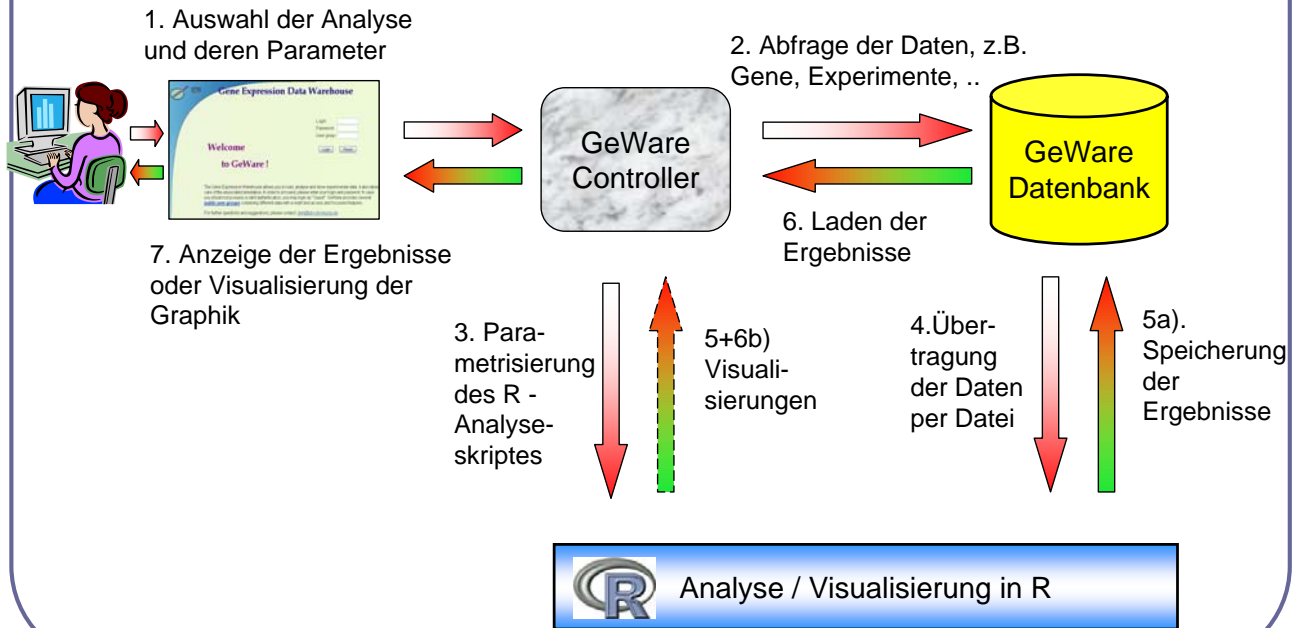 1. Auswahl der Analyse
und deren Parameter
2. Abfrage der Daten, z.B.
Gene, Experimente, ..
Gene Expression Data Warehouse
Login
Password
Welcome
to GeWare !
GeWare
Controller
GeWare
Datenbank
6. Laden der
Ergebnisse
7. Anzeige der Ergebnisse
oder Visualisierung der
Graphik
3. Para-
metrisierung
des R -
Analyse-
skriptes
5+6b)
Visuali-
sierungen
4.Über-
tragung
der Daten
per Datei
5a).
Speicherung
der
Ergebnisse
R
Analyse / Visualisierung in R